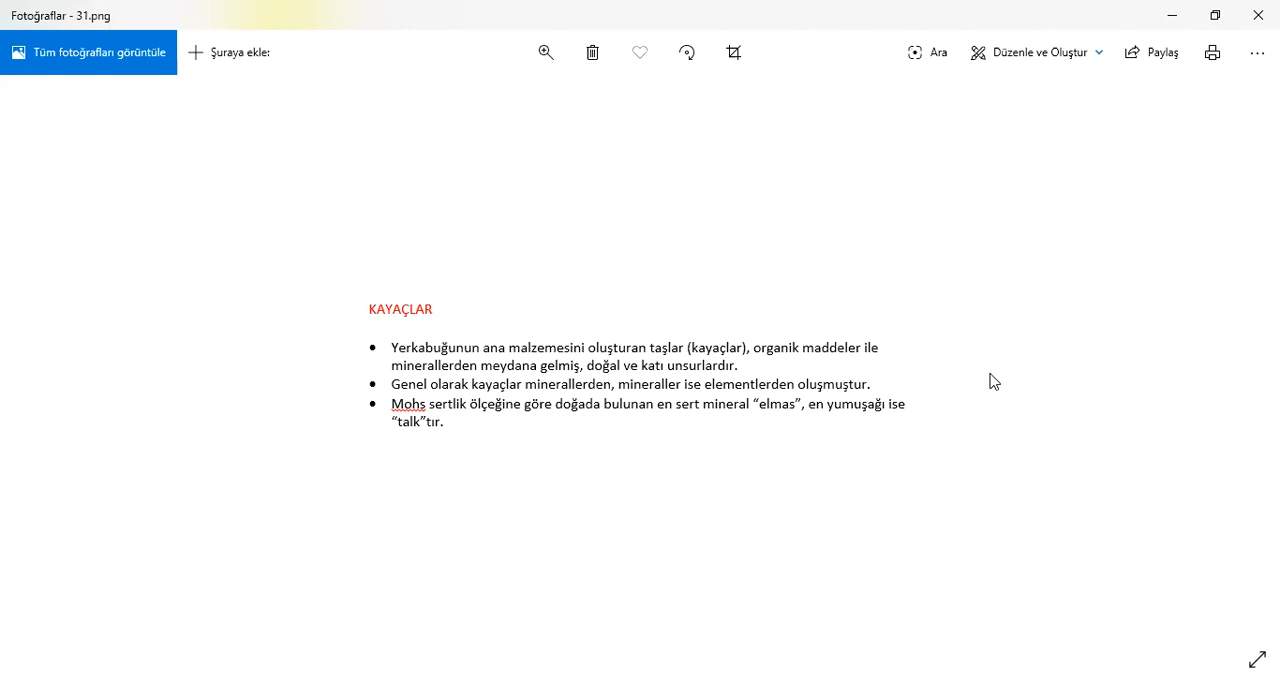 Fotoğraflar - 31.png
Tüm fotoğrafları görüntüle
Şuraya ekle:
Ara
Düzenle ve Oluştur
Paylaş
KAYAÇLAR
• Yerkabuğunun ana malzemesini oluşturan taşlar (kayaçlar), organik maddeler ile
minerallerden meydana gelmiş, doğal ve katı unsurlardır.
• Genel olarak kayaçlar minerallerden, mineraller ise elementlerden oluşmuştur.
• Mohs sertlik ölçeğine göre doğada bulunan en sert mineral “elmas”, en yumuşağı ise
“talk”tır.